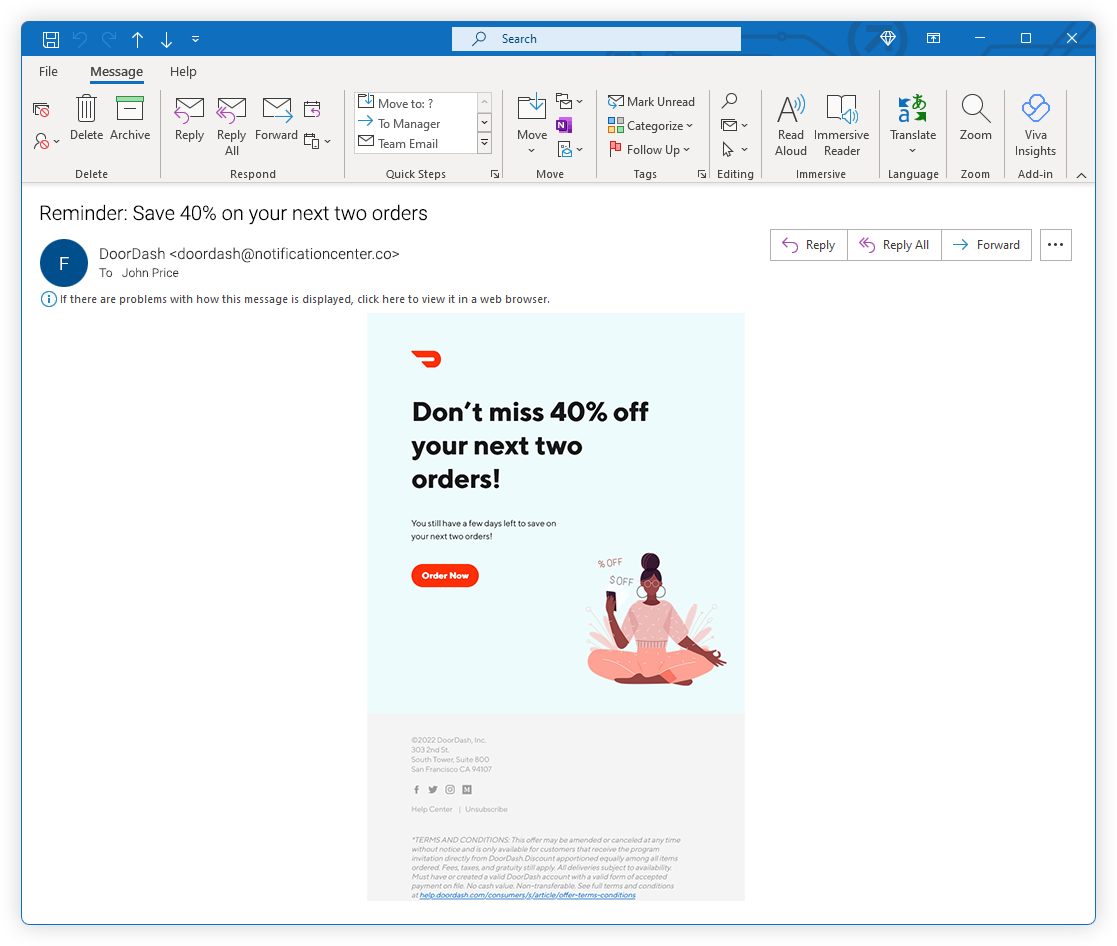 Search
File Message Help
Delete Archive
Reply Reply All Forward
Move to: ?
To Manager
Team Email
Move
Mark Unread
Categorize
Follow Up
Read Aloud
Immersive Reader
Translate
Zoom
Viva Insights
Delete Respond Quick Steps Move Tags Editing Immersive Language Zoom Add-in
Reminder: Save 40% on your next two orders
F
DoorDash <doordash@notificationcenter.co>
To John Price
Reply Reply All Forward
If there are problems with how this message is displayed, click here to view it in a web browser.
Don't miss 40% off
your next two
orders!
You still have a few days left to save on
your next two orders!
Order Now
% OFF
$ OFF
©2022 DoorDash, Inc.
303 2nd St.
South Tower, Suite 800
San Francisco CA 94107
Help Center | Unsubscribe
*TERMS AND CONDITIONS: This offer may be amended or canceled at any time
without notice and is only available for customers that receive the program
invitation directly from DoorDash.Discount apportioned equally among all items
ordered. Fees, taxes, and gratuity still apply. All deliveries subject to availability.
Must have or created a valid DoorDash account with a valid form of accepted
payment on file. No cash value. Non-transferable. See full terms and conditions
at help.doordash.com/consumers/s/article/offer-terms-conditions